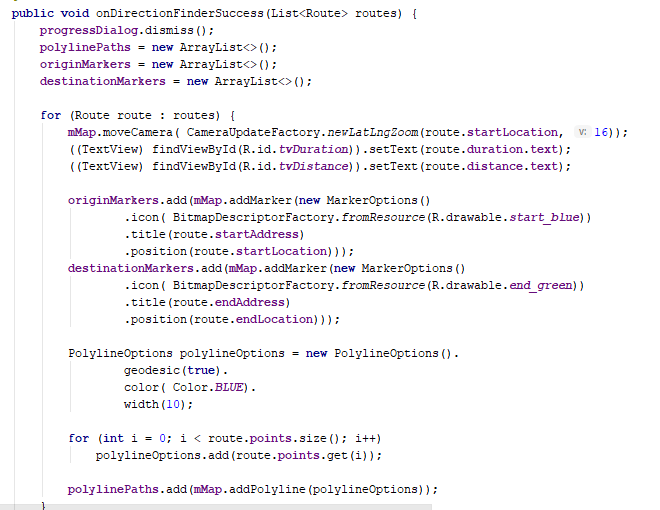 public void onDirectionFinderSuccess(List<Route> routes) {
    progressDialog.dismiss();
    polylinePaths = new ArrayList<>();
    originMarkers = new ArrayList<>();
    destinationMarkers = new ArrayList<>();

    for (Route route : routes) {
        mMap.moveCamera( CameraUpdateFactory.newLatLngZoom(route.startLocation, v: 16));
        ((TextView) findViewById(R.id.tvDuration)).setText(route.duration.text);
        ((TextView) findViewById(R.id.tvDistance)).setText(route.distance.text);

        originMarkers.add(mMap.addMarker(new MarkerOptions()
                .icon( BitmapDescriptorFactory.fromResource(R.drawable.start_blue))
                .title(route.startAddress)
                .position(route.startLocation)));
        destinationMarkers.add(mMap.addMarker(new MarkerOptions()
                .icon( BitmapDescriptorFactory.fromResource(R.drawable.end_green))
                .title(route.endAddress)
                .position(route.endLocation)));

        PolylineOptions polylineOptions = new PolylineOptions().
                geodesic(true).
                color( Color.BLUE).
                width(10);

        for (int i = 0; i < route.points.size(); i++)
            polylineOptions.add(route.points.get(i));

        polylinePaths.add(mMap.addPolyline(polylineOptions));
    }